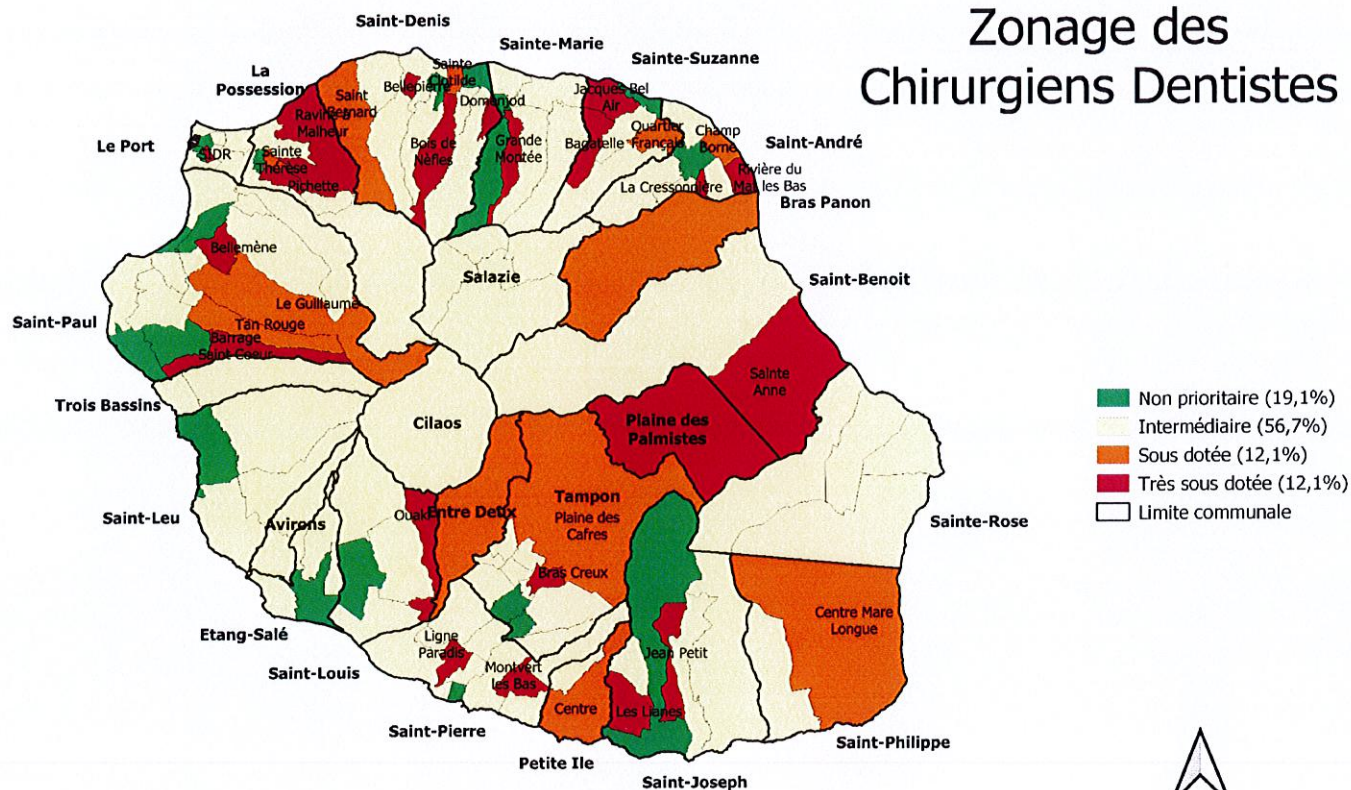 Zonage des
Chirurgiens Dentistes
Saint-Denis
Sainte-Marie
Sainte-Suzanne
La
Possession
Le Port
Saint-André
Bras Panon
Saint-Benoit
Saint-Paul
Trois Bassins
Saint-Leu
Etang-Salé
Saint-Louis
Saint-Pierre
Petite Ile
Saint-Joseph
Saint-Philippe
Sainte-Rose
Sainte
Clotilde
Bellepierre
Domenjod
Saint
Bernard
Ravine à
Malheur
Sainte
Thérèse
Pichette
SIDR
Bois de
Nèfles
Grande
Montée
Jacques Bel
Air
Bagatelle
Quartier
Français
Champ
Borne
La Cressonnière
Rivière du
Mat les Bas
Bellemène
Le Guillaume
Tan Rouge
Barrage
Saint Coeur
Salazie
Cilaos
Sainte
Anne
Plaine des
Palmistes
Tampon
Plaine des
Cafres
Entre Deux
Ouaki
Avirons
Bras Creux
Ligne
Paradis
Montvert
les Bas
Centre
Les Lianes
Jean Petit
Centre Mare
Longue
Non prioritaire (19,1%)
Intermédiaire (56,7%)
Sous dotée (12,1%)
Très sous dotée (12,1%)
Limite communale